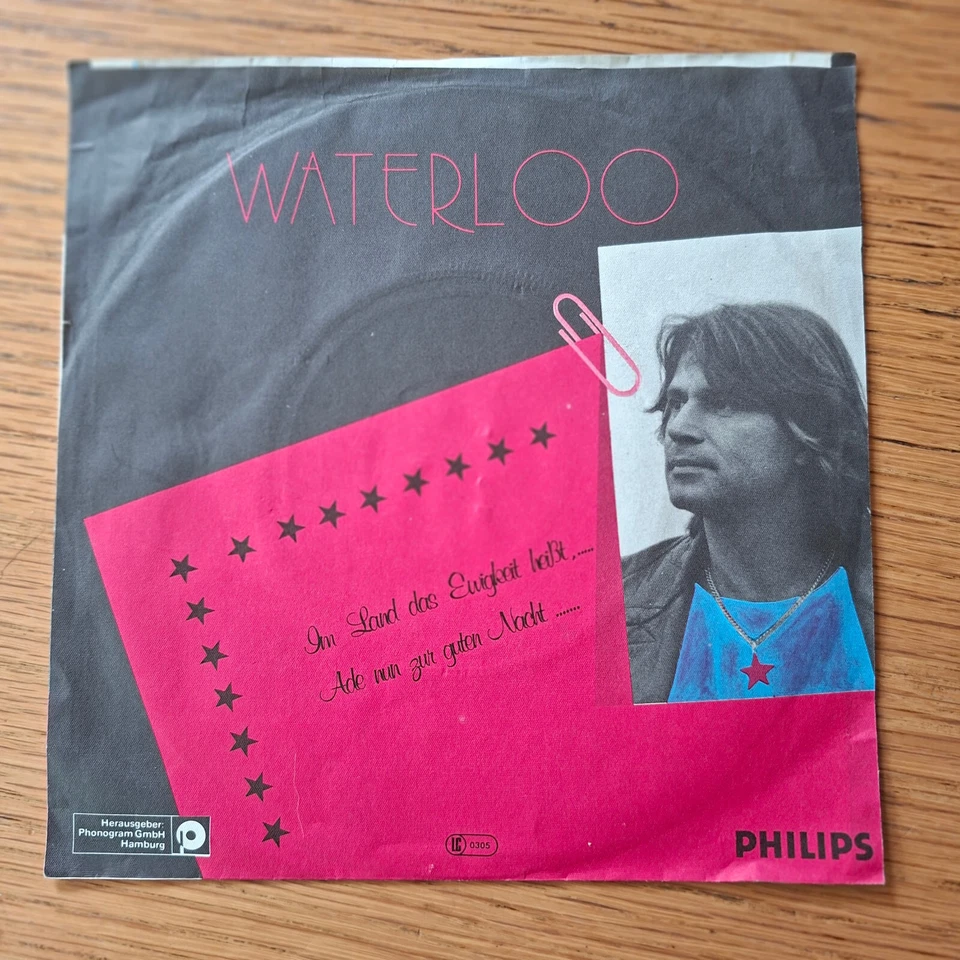 WATERLOO
Im Land das Ewigkeit heißt,.....
Ade nun zur guten Nacht .......
Herausgeber:
Phonogram GmbH
Hamburg
LC 0305
PHILIPS